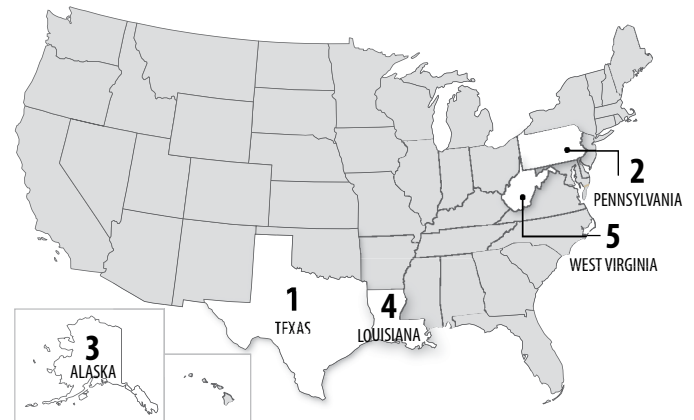 2
PENNSYLVANIA
5
WEST VIRGINIA
1
TEXAS
4
LOUISIANA
3
ALASKA